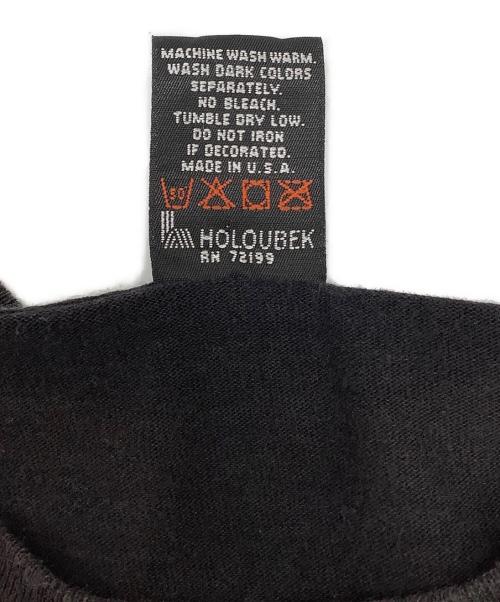 MACHINE WASH WARM.
WASH DARK COLORS
SEPARATELY.
NO BLEACH.
TUMBLE DRY LOW.
DO NOT IRON
IF DECORATED.
MADE IN U.S.A.
50
HOLOUBEK
RN 72199